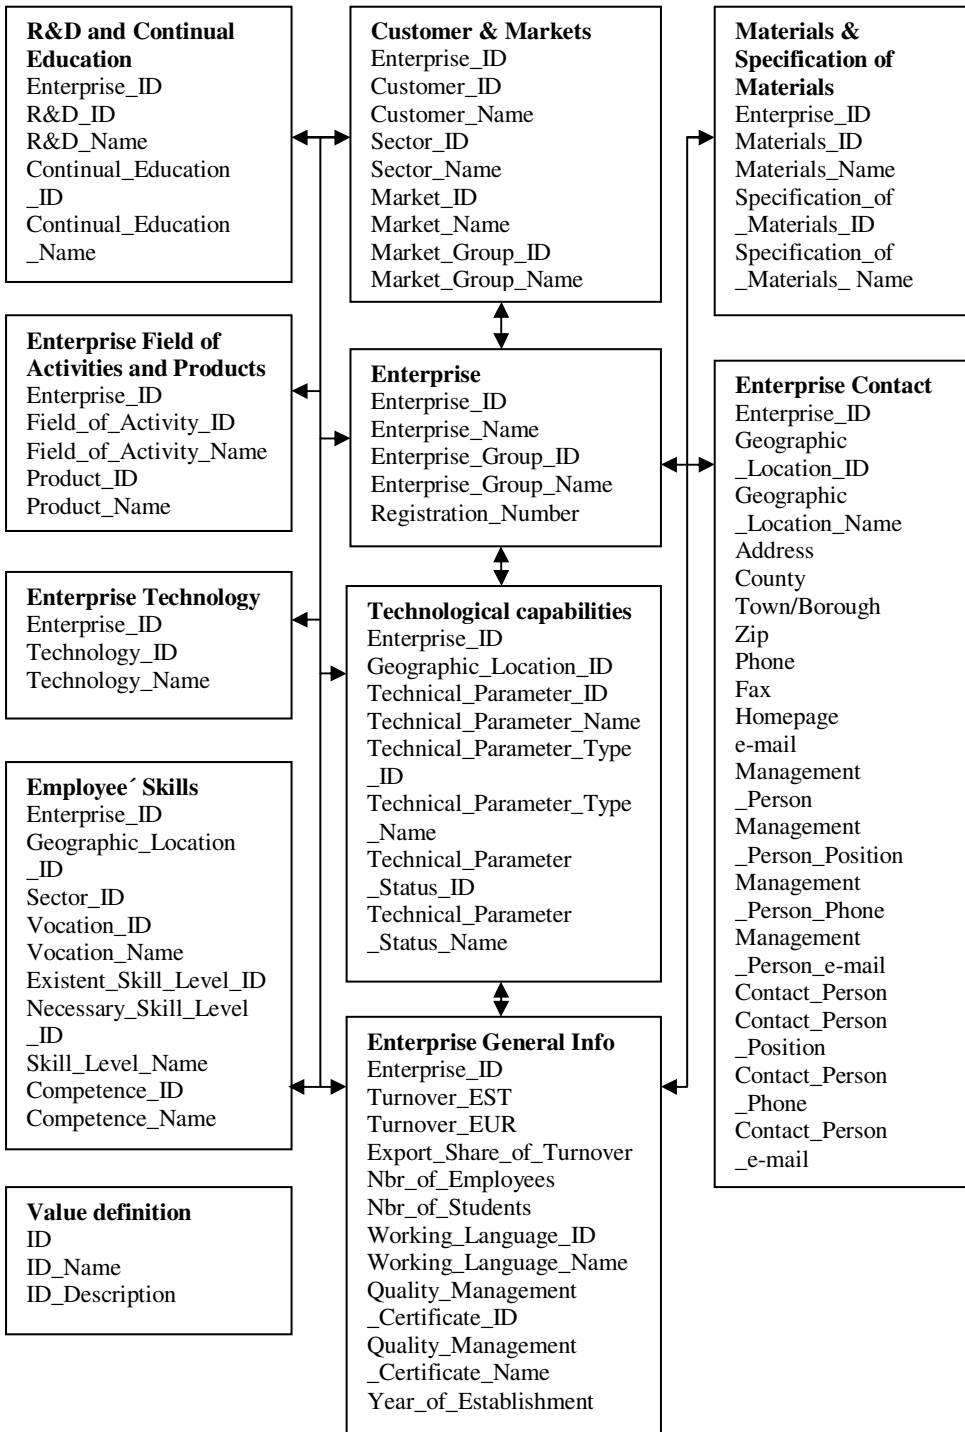 R&D and Continual
Education
Enterprise_ID
R&D_ID
R&D_Name
Continual_Education
_ID
Continual_Education
_Name
Enterprise Field of
Activities and Products
Enterprise_ID
Field_of_Activity_ID
Field_of_Activity_Name
Product_ID
Product_Name
Enterprise Technology
Enterprise_ID
Technology_ID
Technology_Name
Employee´ Skills
Enterprise_ID
Geographic_Location
_ID
Sector_ID
Vocation_ID
Vocation_Name
Existent_Skill_Level_ID
Necessary_Skill_Level
_ID
Skill_Level_Name
Competence_ID
Competence_Name
Value definition
ID
ID_Name
ID_Description
Customer & Markets
Enterprise_ID
Customer_ID
Customer_Name
Sector_ID
Sector_Name
Market_ID
Market_Name
Market_Group_ID
Market_Group_Name
Enterprise
Enterprise_ID
Enterprise_Name
Enterprise_Group_ID
Enterprise_Group_Name
Registration_Number
Technological capabilities
Enterprise_ID
Geographic_Location_ID
Technical_Parameter_ID
Technical_Parameter_Name
Technical_Parameter_Type
_ID
Technical_Parameter_Type
_Name
Technical_Parameter
_Status_ID
Technical_Parameter
_Status_Name
Enterprise General Info
Enterprise_ID
Turnover_EST
Turnover_EUR
Export_Share_of_Turnover
Nbr_of_Employees
Nbr_of_Students
Working_Language_ID
Working_Language_Name
Quality_Management
_Certificate_ID
Quality_Management
_Certificate_Name
Year_of_Establishment
Materials &
Specification of
Materials
Enterprise_ID
Materials_ID
Materials_Name
Specification_of
_Materials_ID
Specification_of
_Materials_ Name
Enterprise Contact
Enterprise_ID
Geographic
_Location_ID
Geographic
_Location_Name
Address
County
Town/Borough
Zip
Phone
Fax
Homepage
e-mail
Management
_Person
Management
_Person_Position
Management
_Person_Phone
Management
_Person_e-mail
Contact_Person
Contact_Person
_Position
Contact_Person
_Phone
Contact_Person
_e-mail